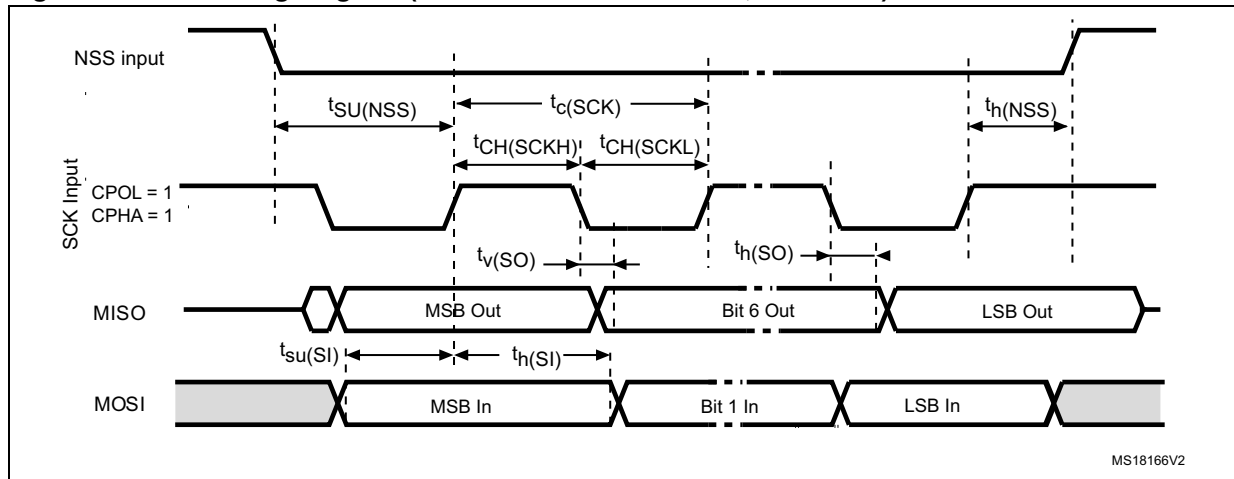 NSS input
tSU(NSS)
tc(SCK)
th(NSS)
tCH(SCKH)
tCH(SCKL)
SCK Input
CPOL = 1
CPHA = 1
tv(SO)
th(SO)
MISO
MSB Out
Bit 6 Out
LSB Out
tsu(SI)
th(SI)
MOSI
MSB In
Bit 1 In
LSB In
MS18166V2